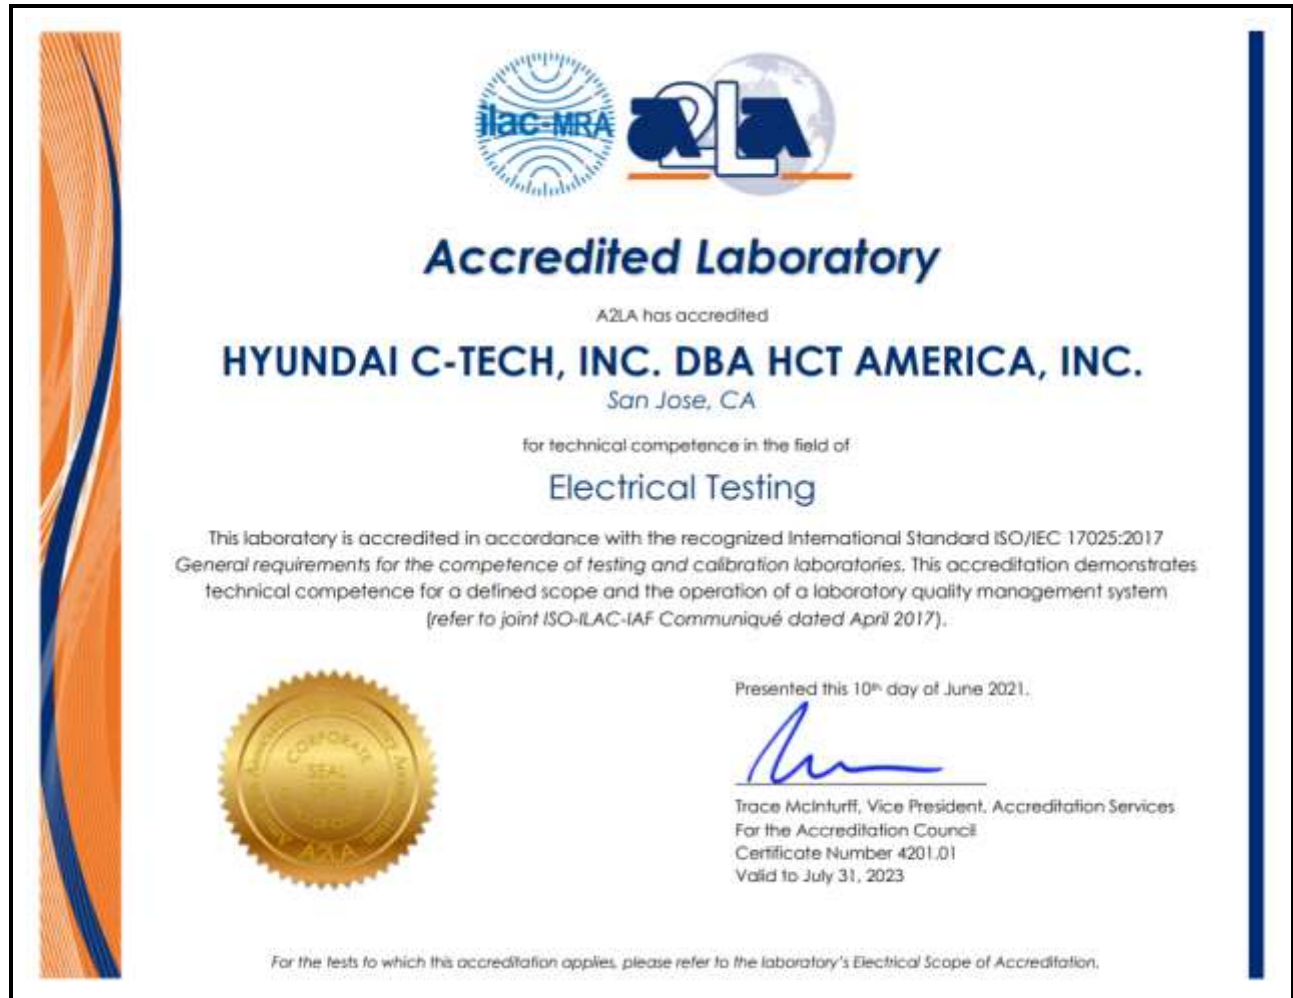 ilac-MRA
A2LA
Accredited Laboratory
A2LA has accredited
HYUNDAI C-TECH, INC. DBA HCT AMERICA, INC.
San Jose, CA
for technical competence in the field of
Electrical Testing
This laboratory is accredited in accordance with the recognized International Standard ISO/IEC 17025:2017
General requirements for the competence of testing and calibration laboratories. This accreditation demonstrates
technical competence for a defined scope and the operation of a laboratory quality management system
(refer to joint ISO-ILAC-IAF Communiqué dated April 2017).
CORPORATE
SEAL
A2LA
Presented this 10th day of June 2021.
Trace McInturff, Vice President, Accreditation Services
For the Accreditation Council
Certificate Number 4201.01
Valid to July 31, 2023
For the tests to which this accreditation applies, please refer to the laboratory's Electrical Scope of Accreditation.